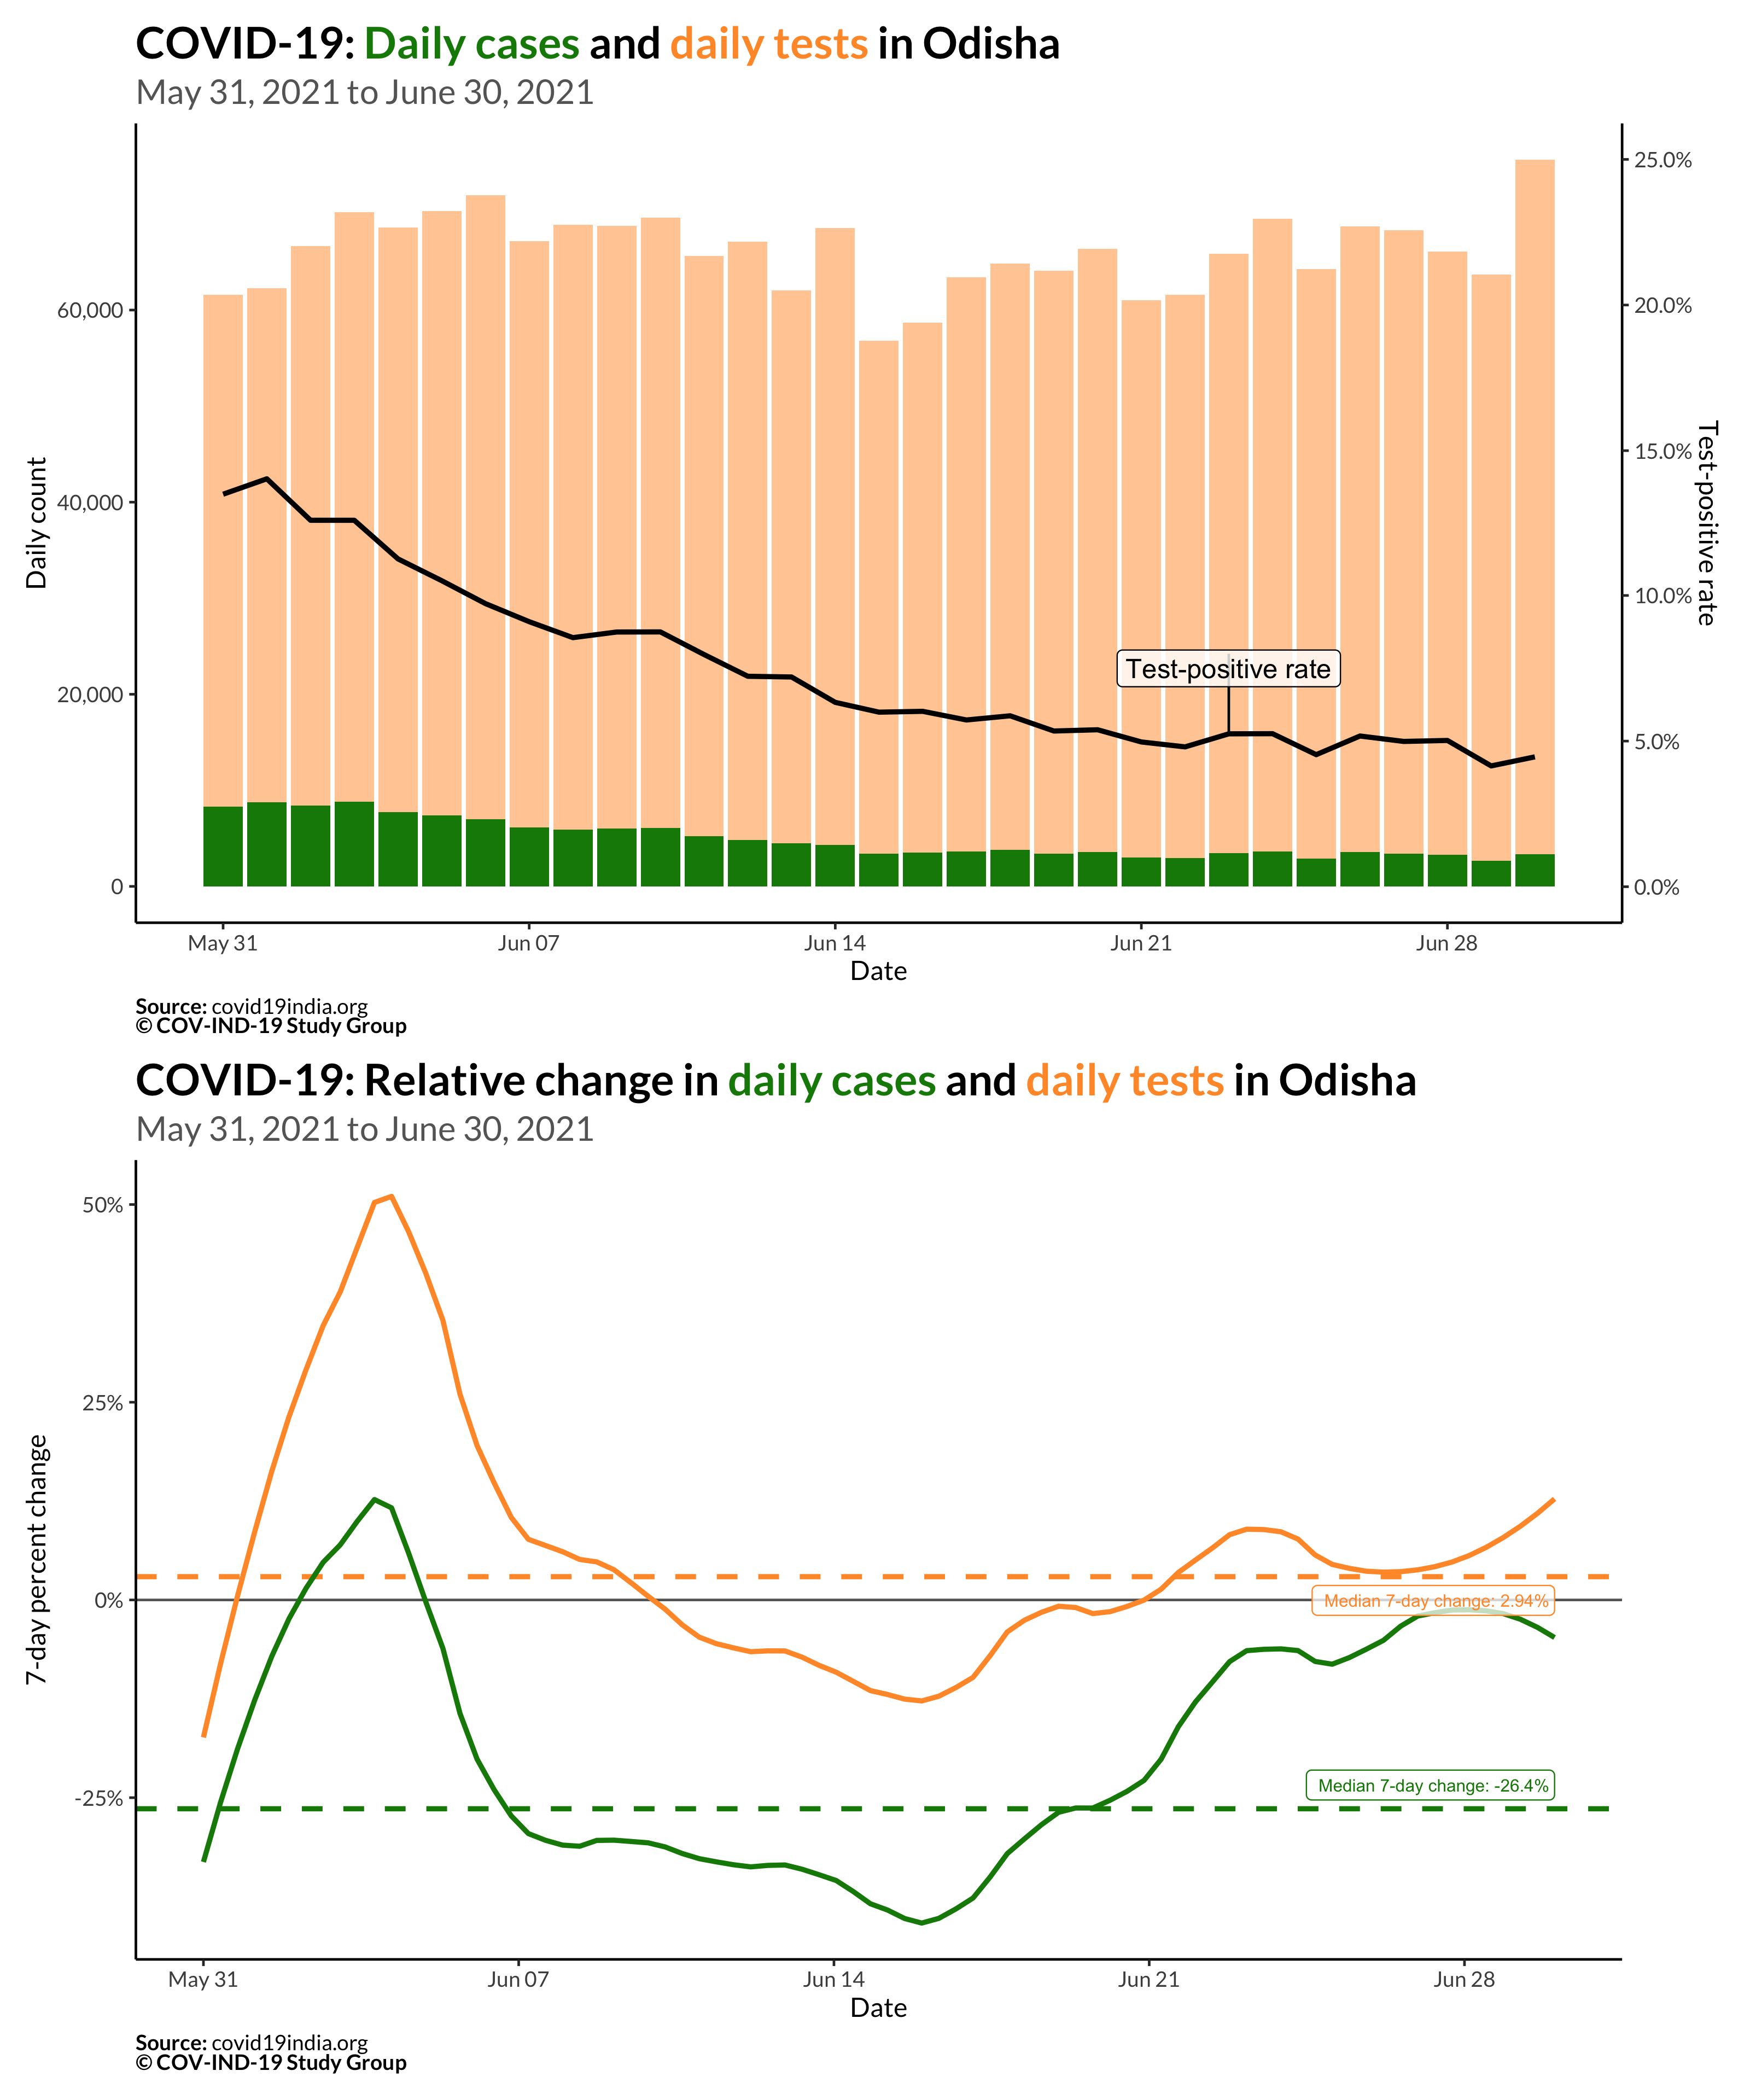 COVID-19: Daily cases and daily tests in Odisha
May 31, 2021 to June 30, 2021
Daily count
60,000
40,000
20,000
0
25.0%
20.0%
15.0%
10.0%
5.0%
0.0%
Test-positive rate
Test-positive rate
May 31
Jun 07
Jun 14
Jun 21
Jun 28
Date
Source: covid19india.org
© COV-IND-19 Study Group
COVID-19: Relative change in daily cases and daily tests in Odisha
May 31, 2021 to June 30, 2021
7-day percent change
50%
25%
0%
-25%
Median 7-day change: 2.94%
Median 7-day change: -26.4%
May 31
Jun 07
Jun 14
Jun 21
Jun 28
Date
Source: covid19india.org
© COV-IND-19 Study Group